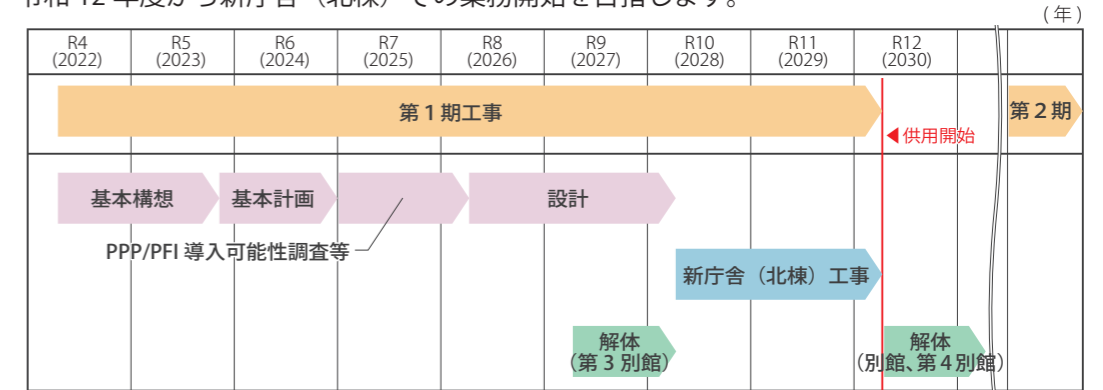 令和 12 年度から新庁舎（北棟）での業務開始を目指します。
(年)
R4 R5 R6 R7 R8 R9 R10 R11 R12
(2022) (2023) (2024) (2025) (2026) (2027) (2028) (2029) (2030)
第1期工事 第2期
◀供用開始
基本構想 基本計画 設計
PPP/PFI 導入可能性調査等
新庁舎（北棟）工事
解体 解体
(第3別館) (別館、第4別館)